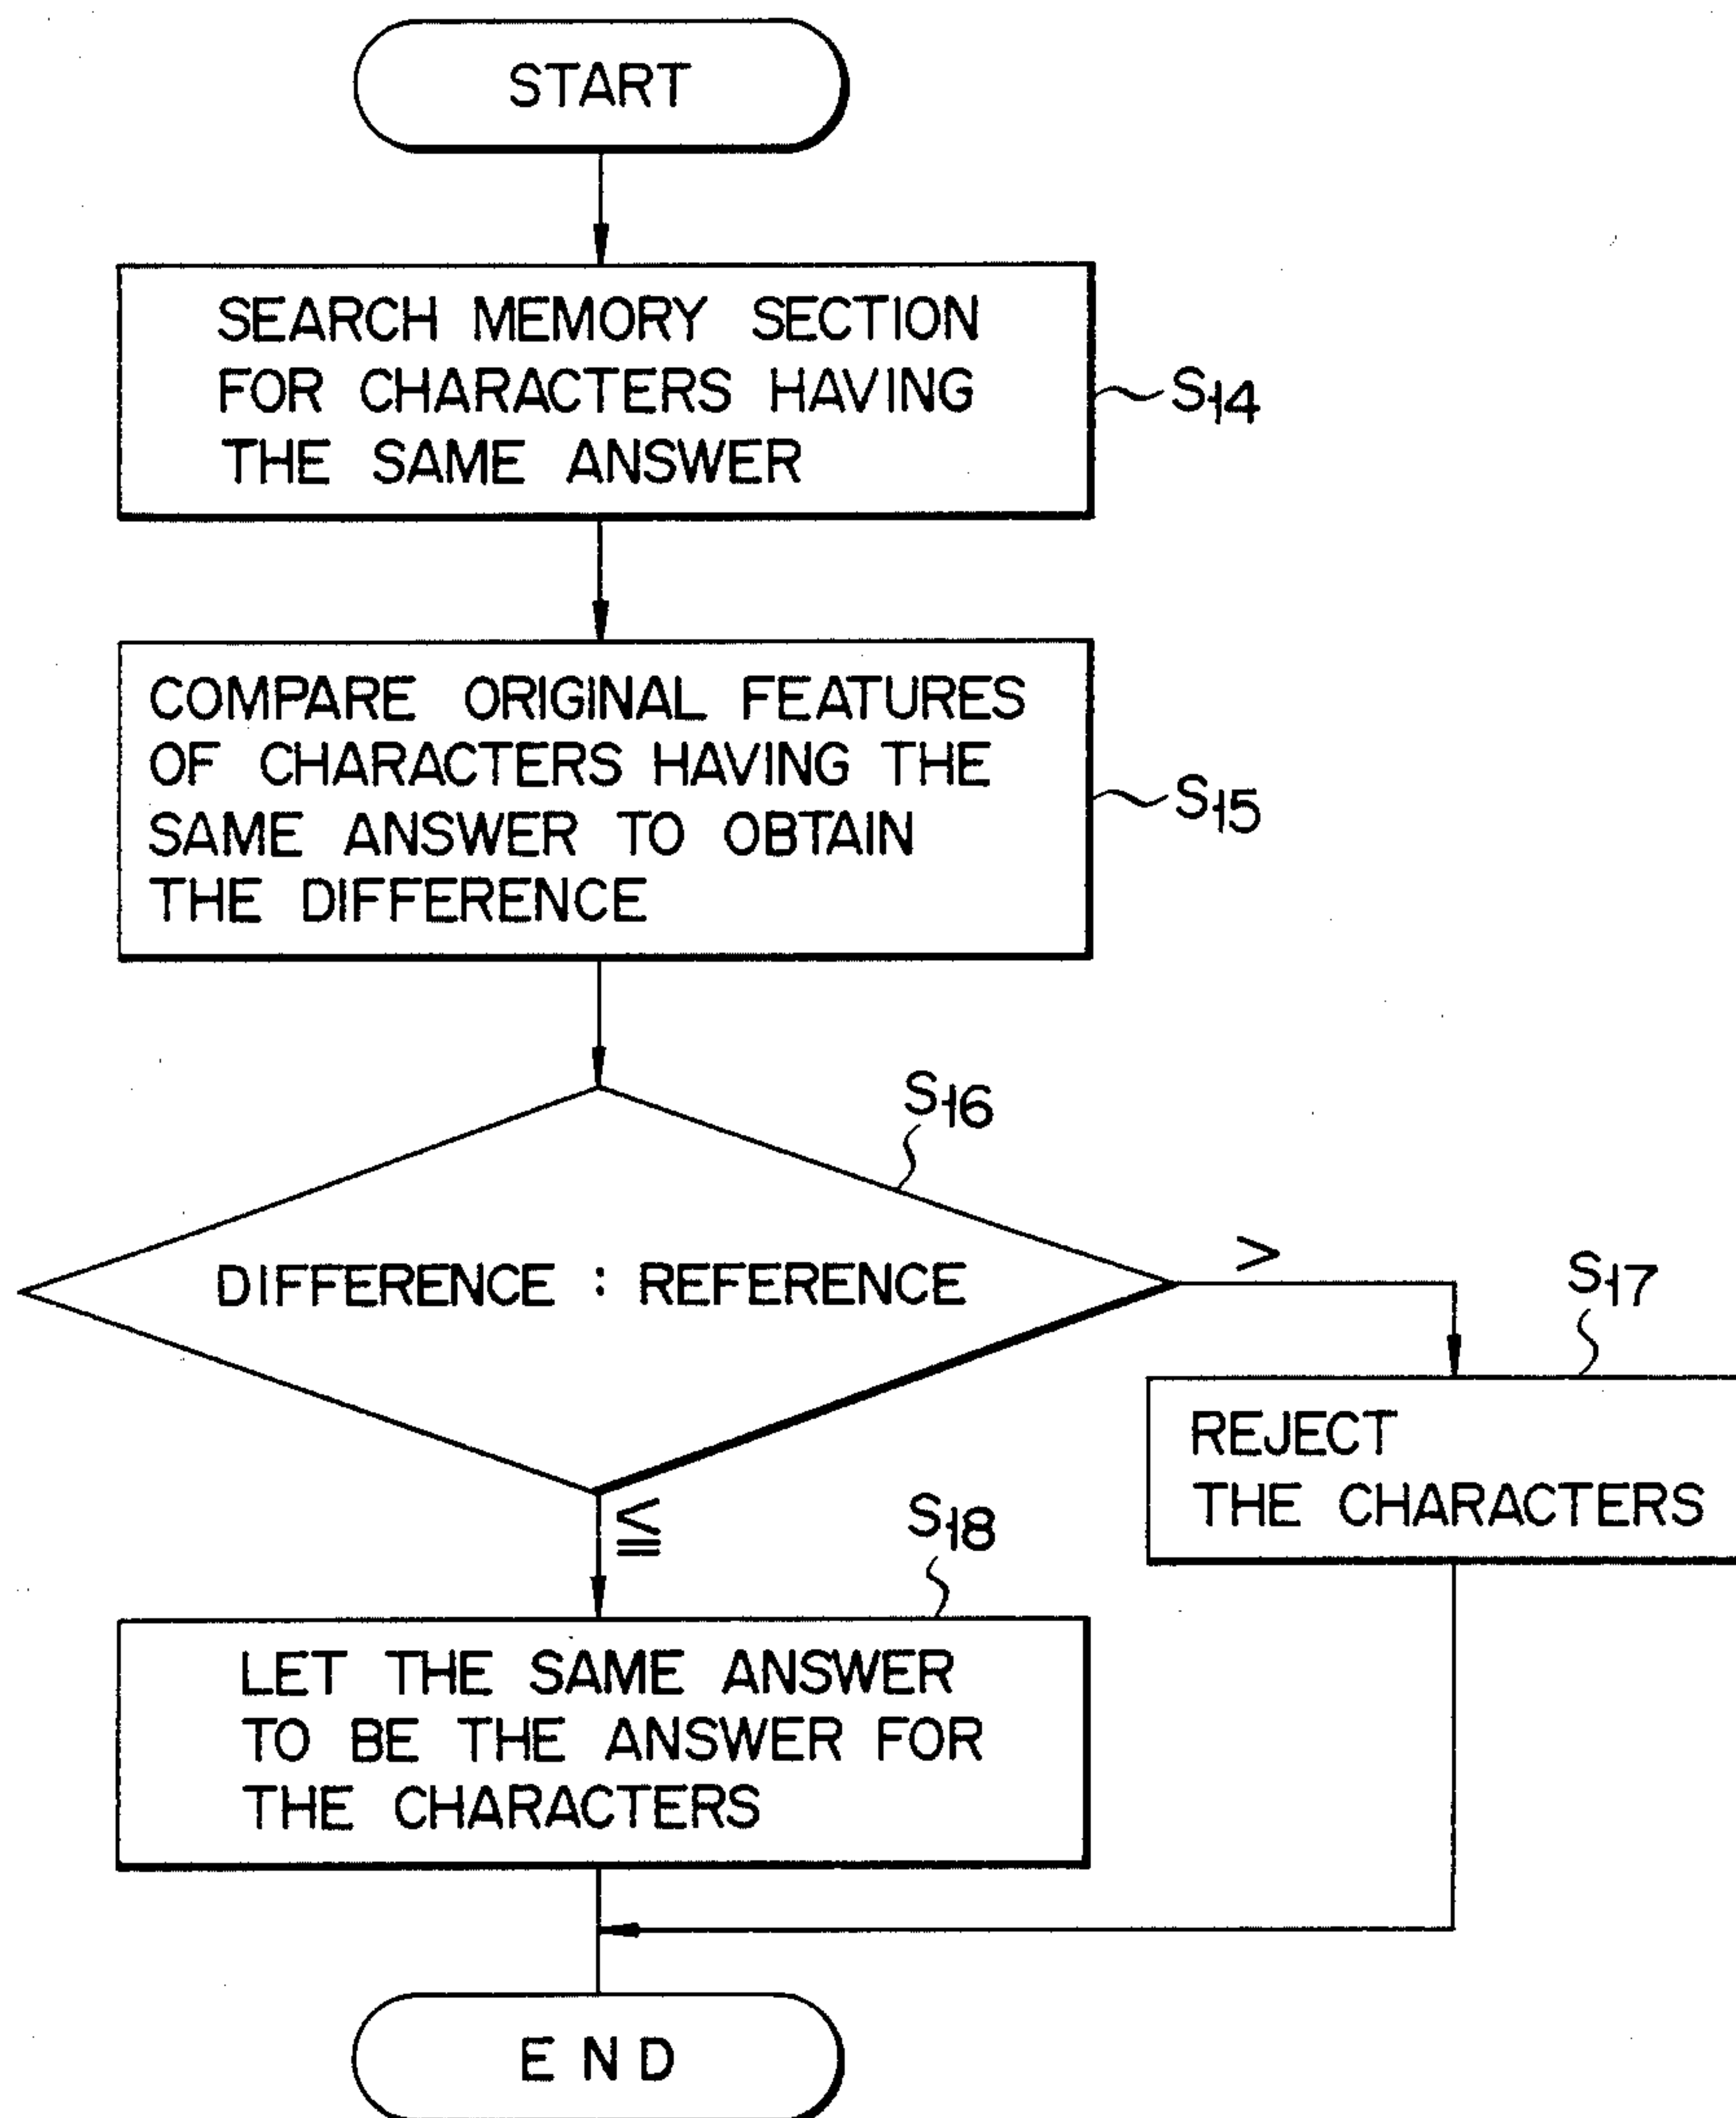 START
SEARCH MEMORY SECTION
FOR CHARACTERS HAVING
THE SAME ANSWER
S14
COMPARE ORIGINAL FEATURES
OF CHARACTERS HAVING THE
SAME ANSWER TO OBTAIN
THE DIFFERENCE
S15
S16
DIFFERENCE : REFERENCE
>
S17
REJECT
THE CHARACTERS
≦
S18
LET THE SAME ANSWER
TO BE THE ANSWER FOR
THE CHARACTERS
END